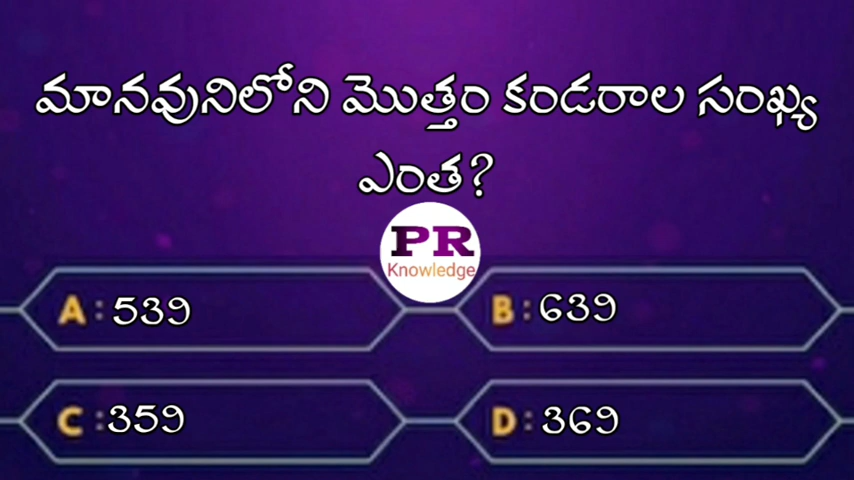 మానవునిలోని మొత్తం కండరాల సంఖ్య
ఎంత?
PR
Knowledge
A : 539
B : 639
C : 359
D : 369